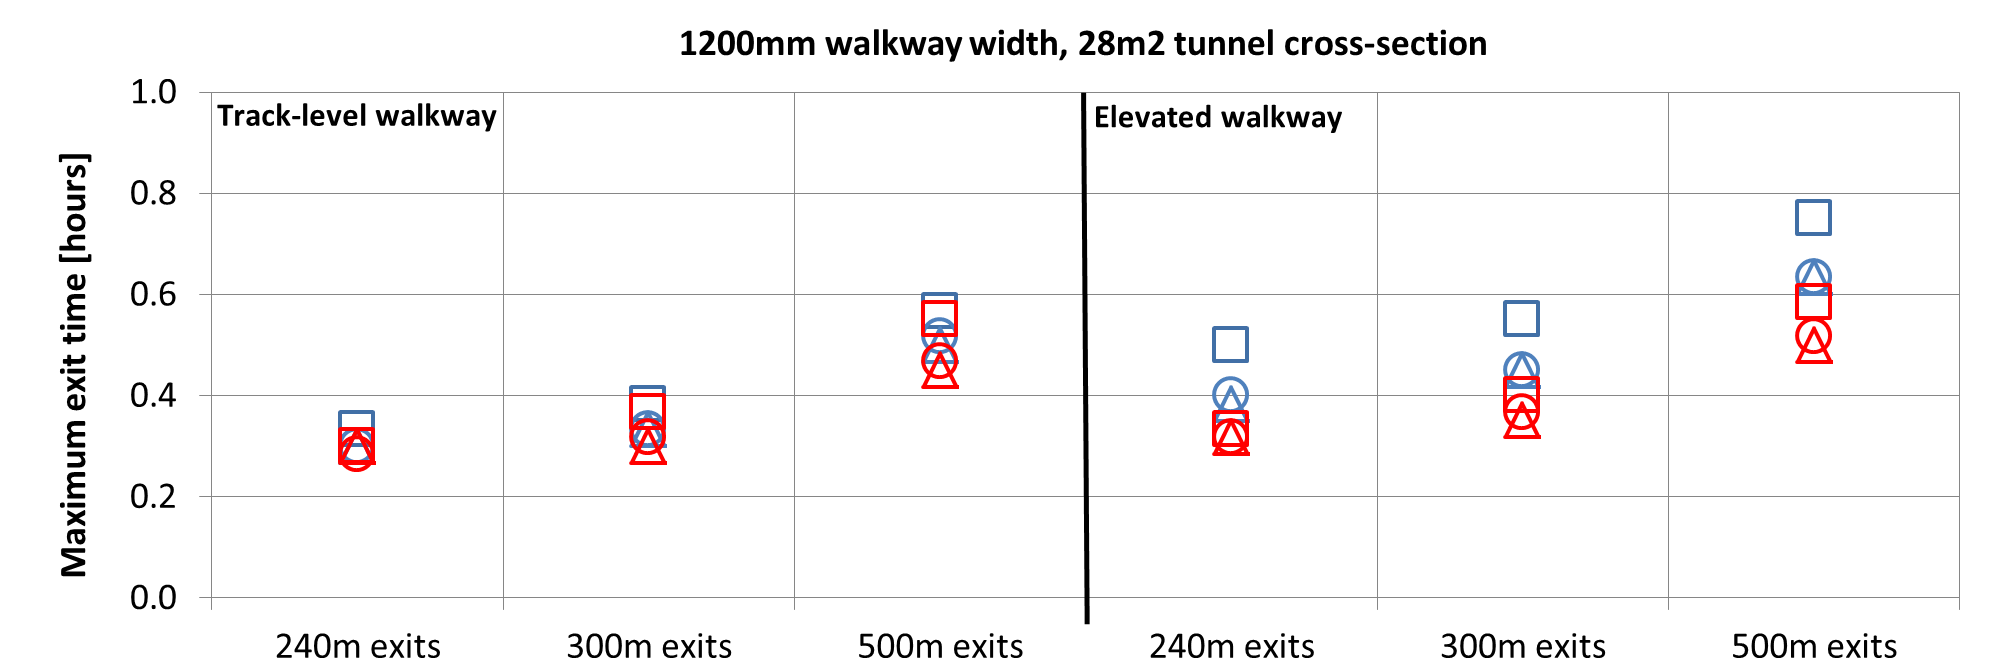 1200mm walkway width, 28m2 tunnel cross-section
Maximum exit time [hours]
1.0
0.8
0.6
0.4
0.2
0.0
Track-level walkway
Elevated walkway
240m exits
300m exits
500m exits
240m exits
300m exits
500m exits